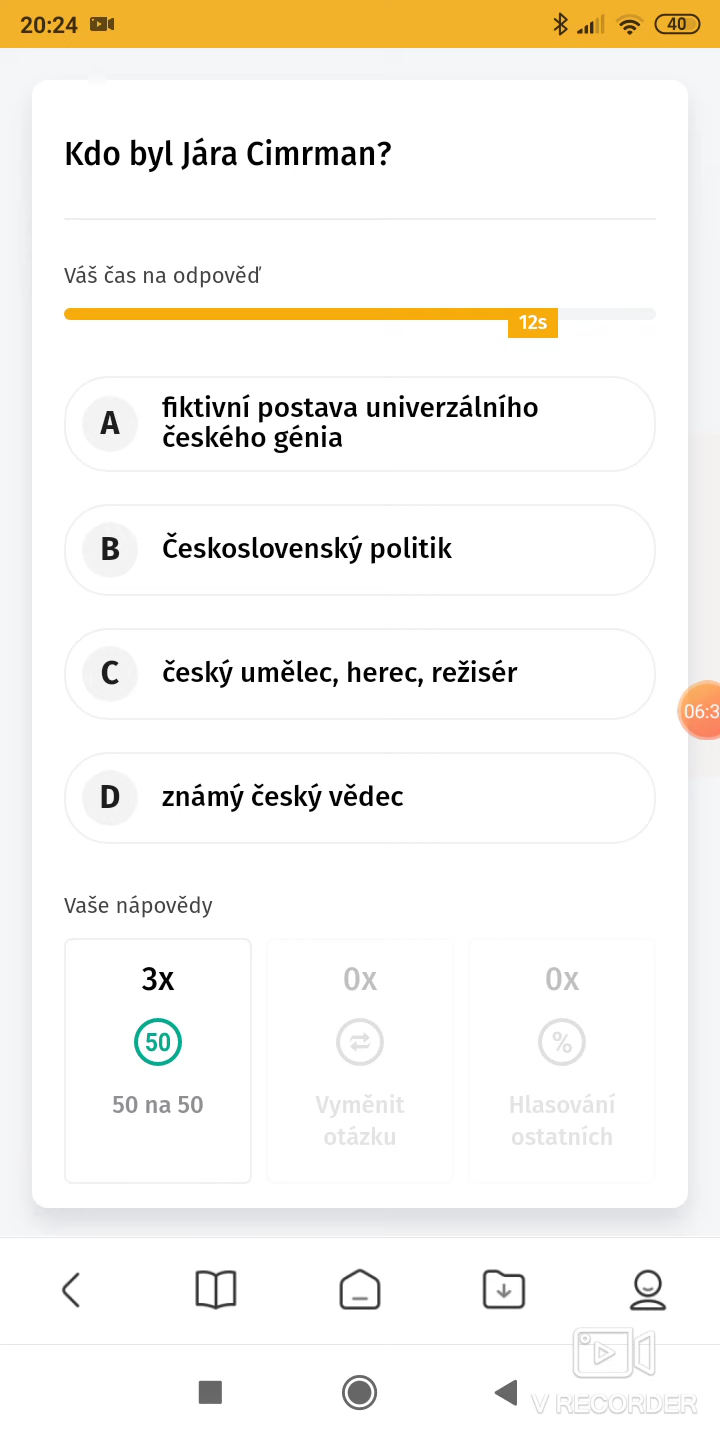 20:24
40
Kdo byl Jára Cimrman?
Váš čas na odpověď
12s
A
fiktivní postava univerzálního
českého génia
B
Československý politik
C
český umělec, herec, režisér
06:3
D
známý český vědec
Vaše nápovědy
3x
0x
0x
50
%
50 na 50
Vyměnit
otázku
Hlasování
ostatních
V RECORDER